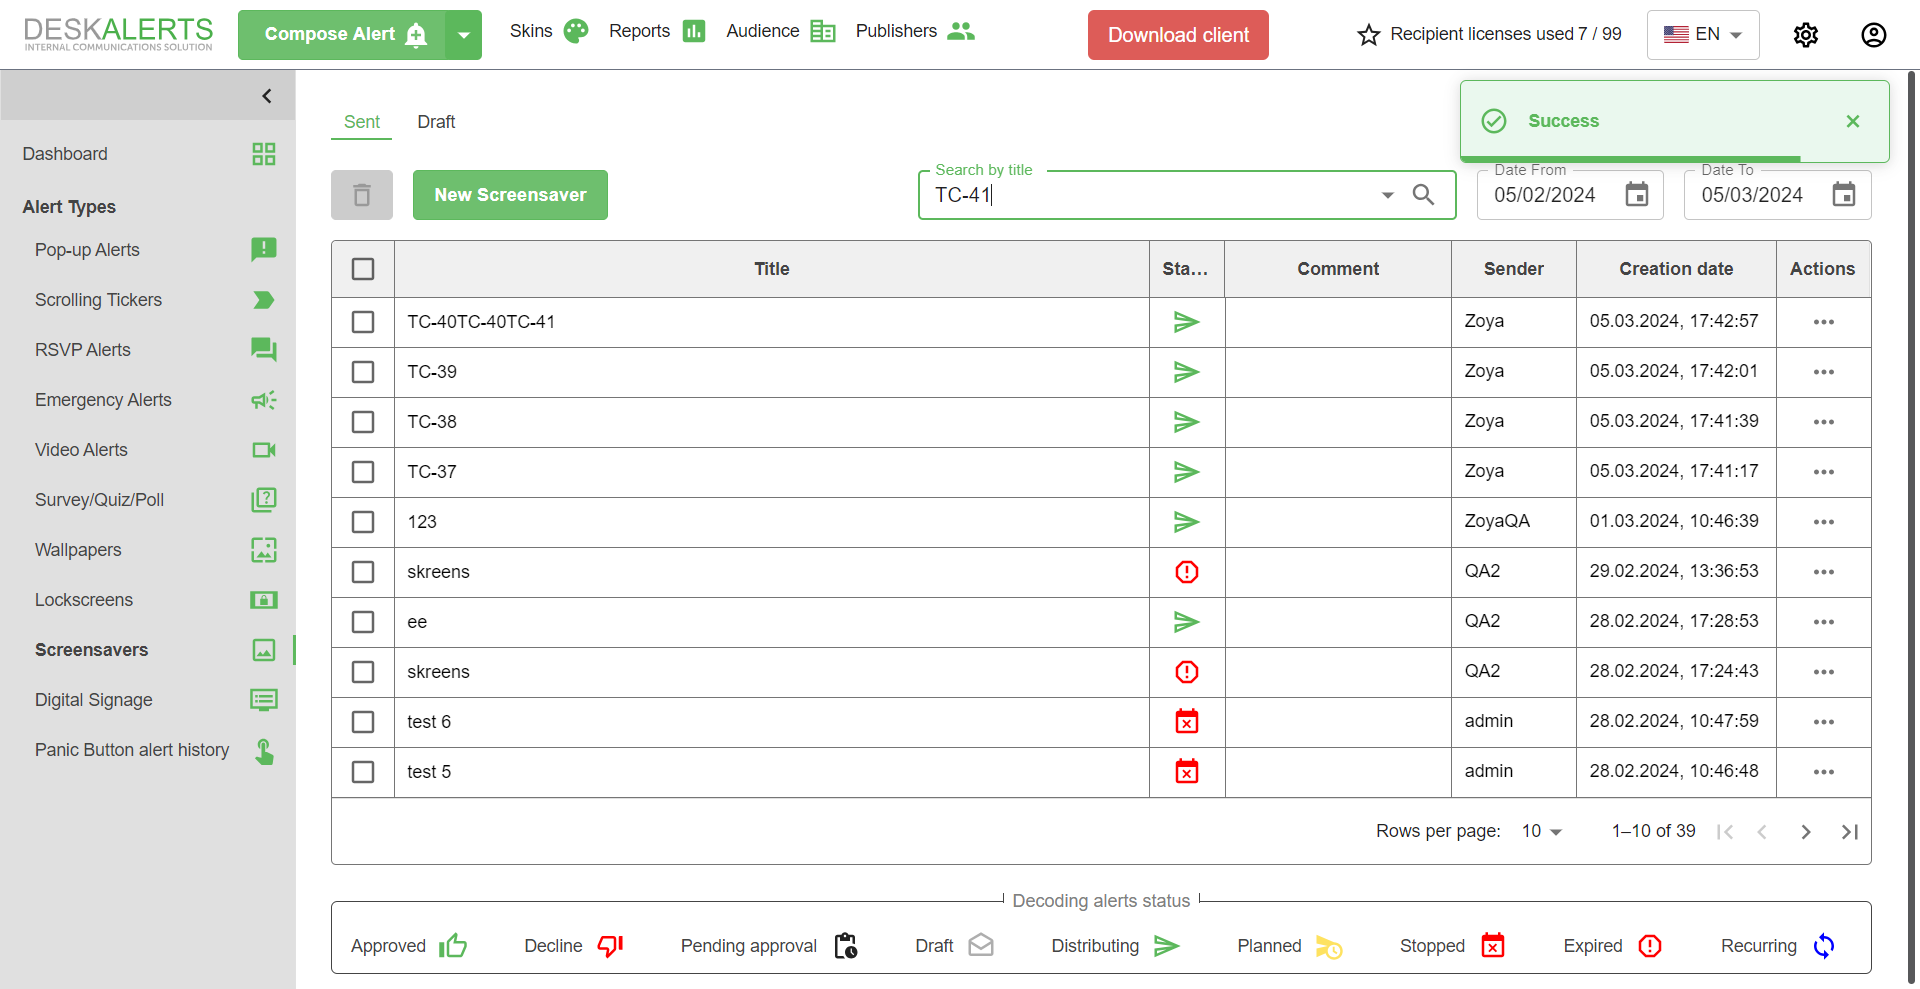 DESKALERTS
INTERNAL COMMUNICATIONS SOLUTION
Compose Alert
Skins
Reports
Audience
Publishers
Download client
Recipient licenses used 7 / 99
EN
Success
Sent
Draft
New Screensaver
Search by title
TC-41
Date From
05/02/2024
Date To
05/03/2024
Dashboard
Alert Types
Pop-up Alerts
Scrolling Tickers
RSVP Alerts
Emergency Alerts
Video Alerts
Survey/Quiz/Poll
Wallpapers
Lockscreens
Screensavers
Digital Signage
Panic Button alert history
Title Sta... Comment Sender Creation date Actions
TC-40TC-40TC-41 Zoya 05.03.2024, 17:42:57
TC-39 Zoya 05.03.2024, 17:42:01
TC-38 Zoya 05.03.2024, 17:41:39
TC-37 Zoya 05.03.2024, 17:41:17
123 ZoyaQA 01.03.2024, 10:46:39
skreens QA2 29.02.2024, 13:36:53
ee QA2 28.02.2024, 17:28:53
skreens QA2 28.02.2024, 17:24:43
test 6 admin 28.02.2024, 10:47:59
test 5 admin 28.02.2024, 10:46:48
Rows per page: 10 1–10 of 39
Decoding alerts status
Approved Decline Pending approval Draft Distributing Planned Stopped Expired Recurring